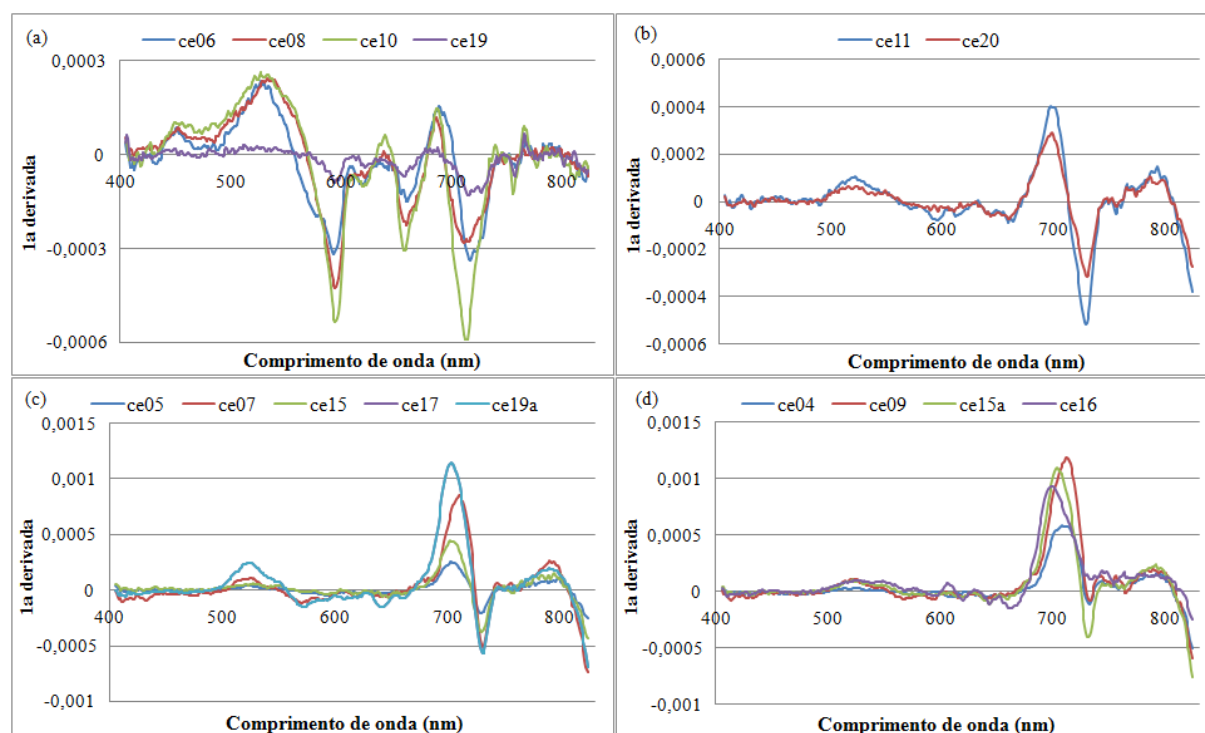 (a)
ce06 ce08 ce10 ce19
0,0003
0
-0,0003
-0,0006
400 500 600 700 800
1a derivada
Comprimento de onda (nm)
(b)
ce11 ce20
0,0006
0,0004
0,0002
0
-0,0002
-0,0004
-0,0006
400 500 600 700 800
1a derivada
Comprimento de onda (nm)
(c)
ce05 ce07 ce15 ce17 ce19a
0,0015
0,001
0,0005
0
-0,0005
-0,001
400 500 600 700 800
1a derivada
Comprimento de onda (nm)
(d)
ce04 ce09 ce15a ce16
0,0015
0,001
0,0005
0
-0,0005
-0,001
400 500 600 700 800
1a derivada
Comprimento de onda (nm)